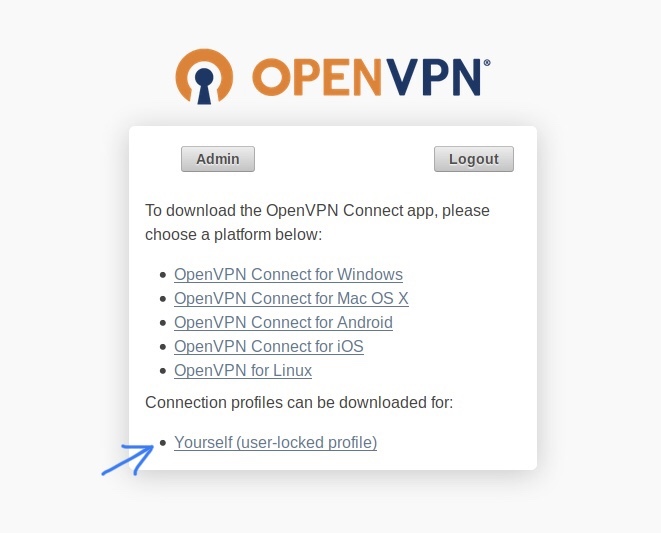 OPENVPN®
Admin
Logout
To download the OpenVPN Connect app, please
choose a platform below:
OpenVPN Connect for Windows
OpenVPN Connect for Mac OS X
OpenVPN Connect for Android
OpenVPN Connect for iOS
OpenVPN for Linux
Connection profiles can be downloaded for:
Yourself (user-locked profile)